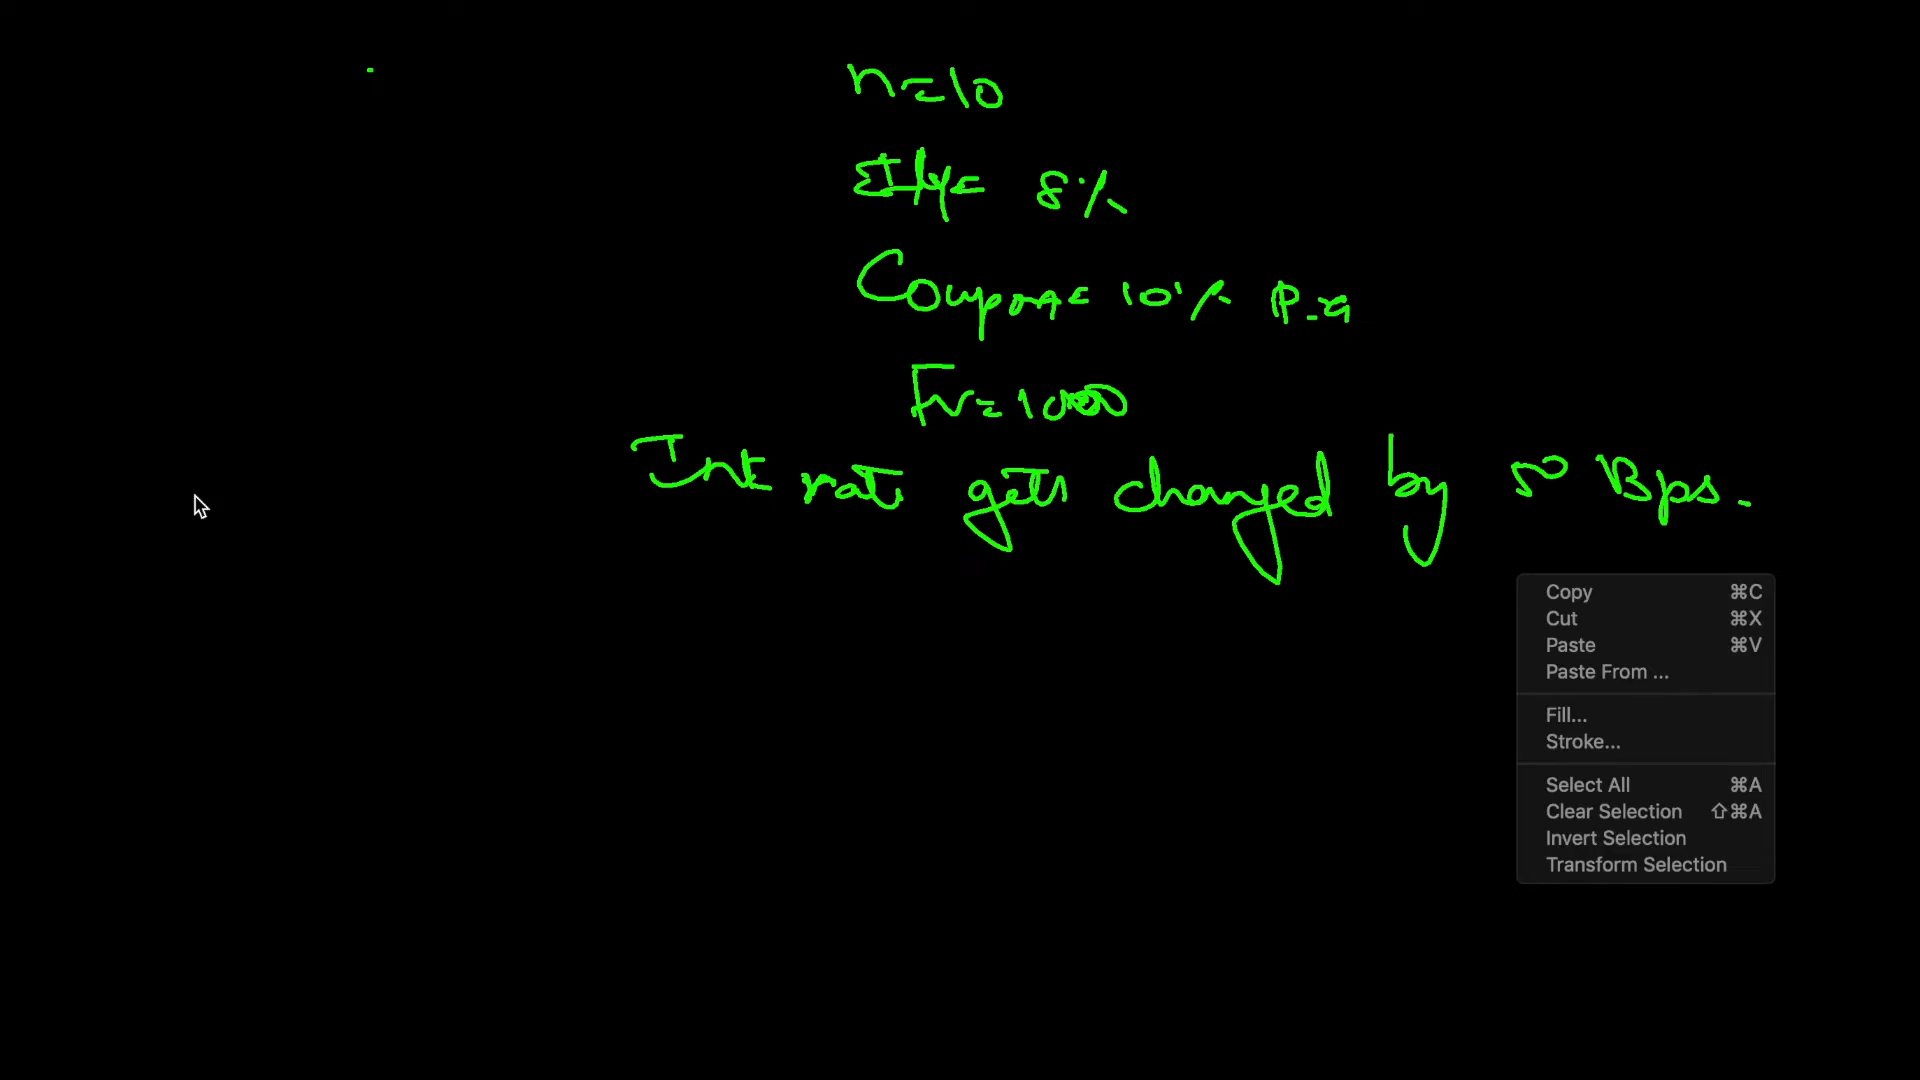 n=10
I/Y= 8%
Coupon= 10% P.a
Fv=1000
Int rate gets changed by 50 Bps.
Copy ⌘C
Cut ⌘X
Paste ⌘V
Paste From ...
Fill...
Stroke...
Select All ⌘A
Clear Selection ⇧⌘A
Invert Selection
Transform Selection